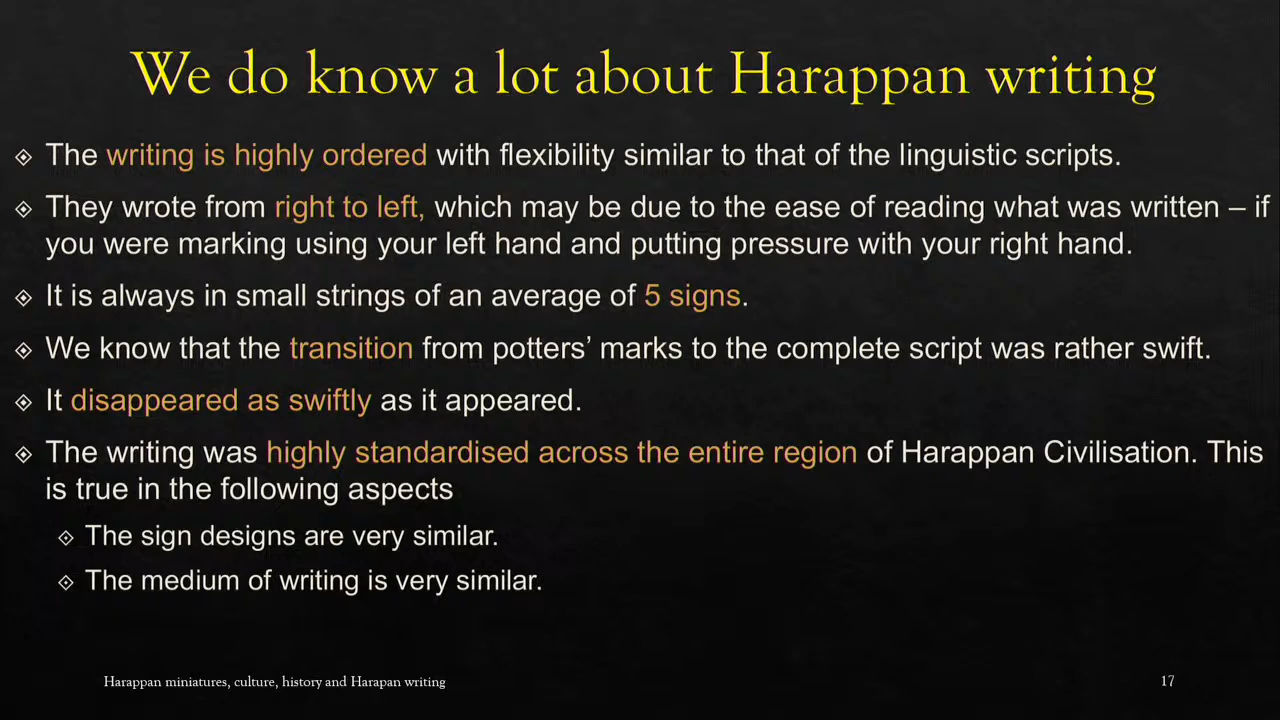 We do know a lot about Harappan writing
The writing is highly ordered with flexibility similar to that of the linguistic scripts.
They wrote from right to left, which may be due to the ease of reading what was written – if
you were marking using your left hand and putting pressure with your right hand.
It is always in small strings of an average of 5 signs.
We know that the transition from potters’ marks to the complete script was rather swift.
It disappeared as swiftly as it appeared.
The writing was highly standardised across the entire region of Harappan Civilisation. This
is true in the following aspects
The sign designs are very similar.
The medium of writing is very similar.
Harappan miniatures, culture, history and Harapan writing
17